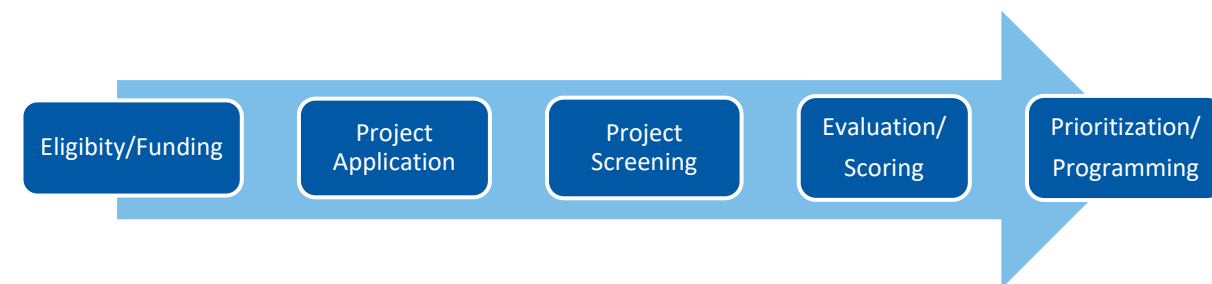 Eligibity/Funding
Project
Application
Project
Screening
Evaluation/
Scoring
Prioritization/
Programming